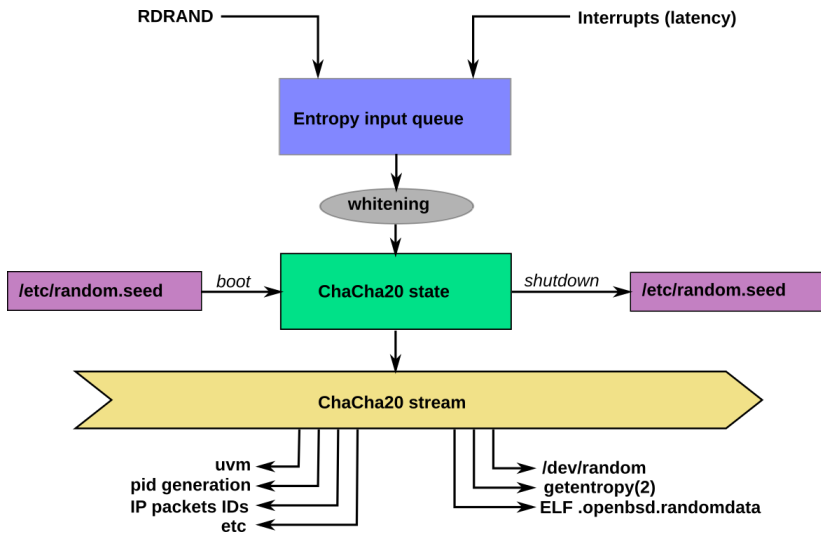 RDRAND
Interrupts (latency)
Entropy input queue
whitening
/etc/random.seed
boot
ChaCha20 state
shutdown
/etc/random.seed
ChaCha20 stream
uvm
pid generation
IP packets IDs
etc
/dev/random
getentropy(2)
ELF .openbsd.randomdata